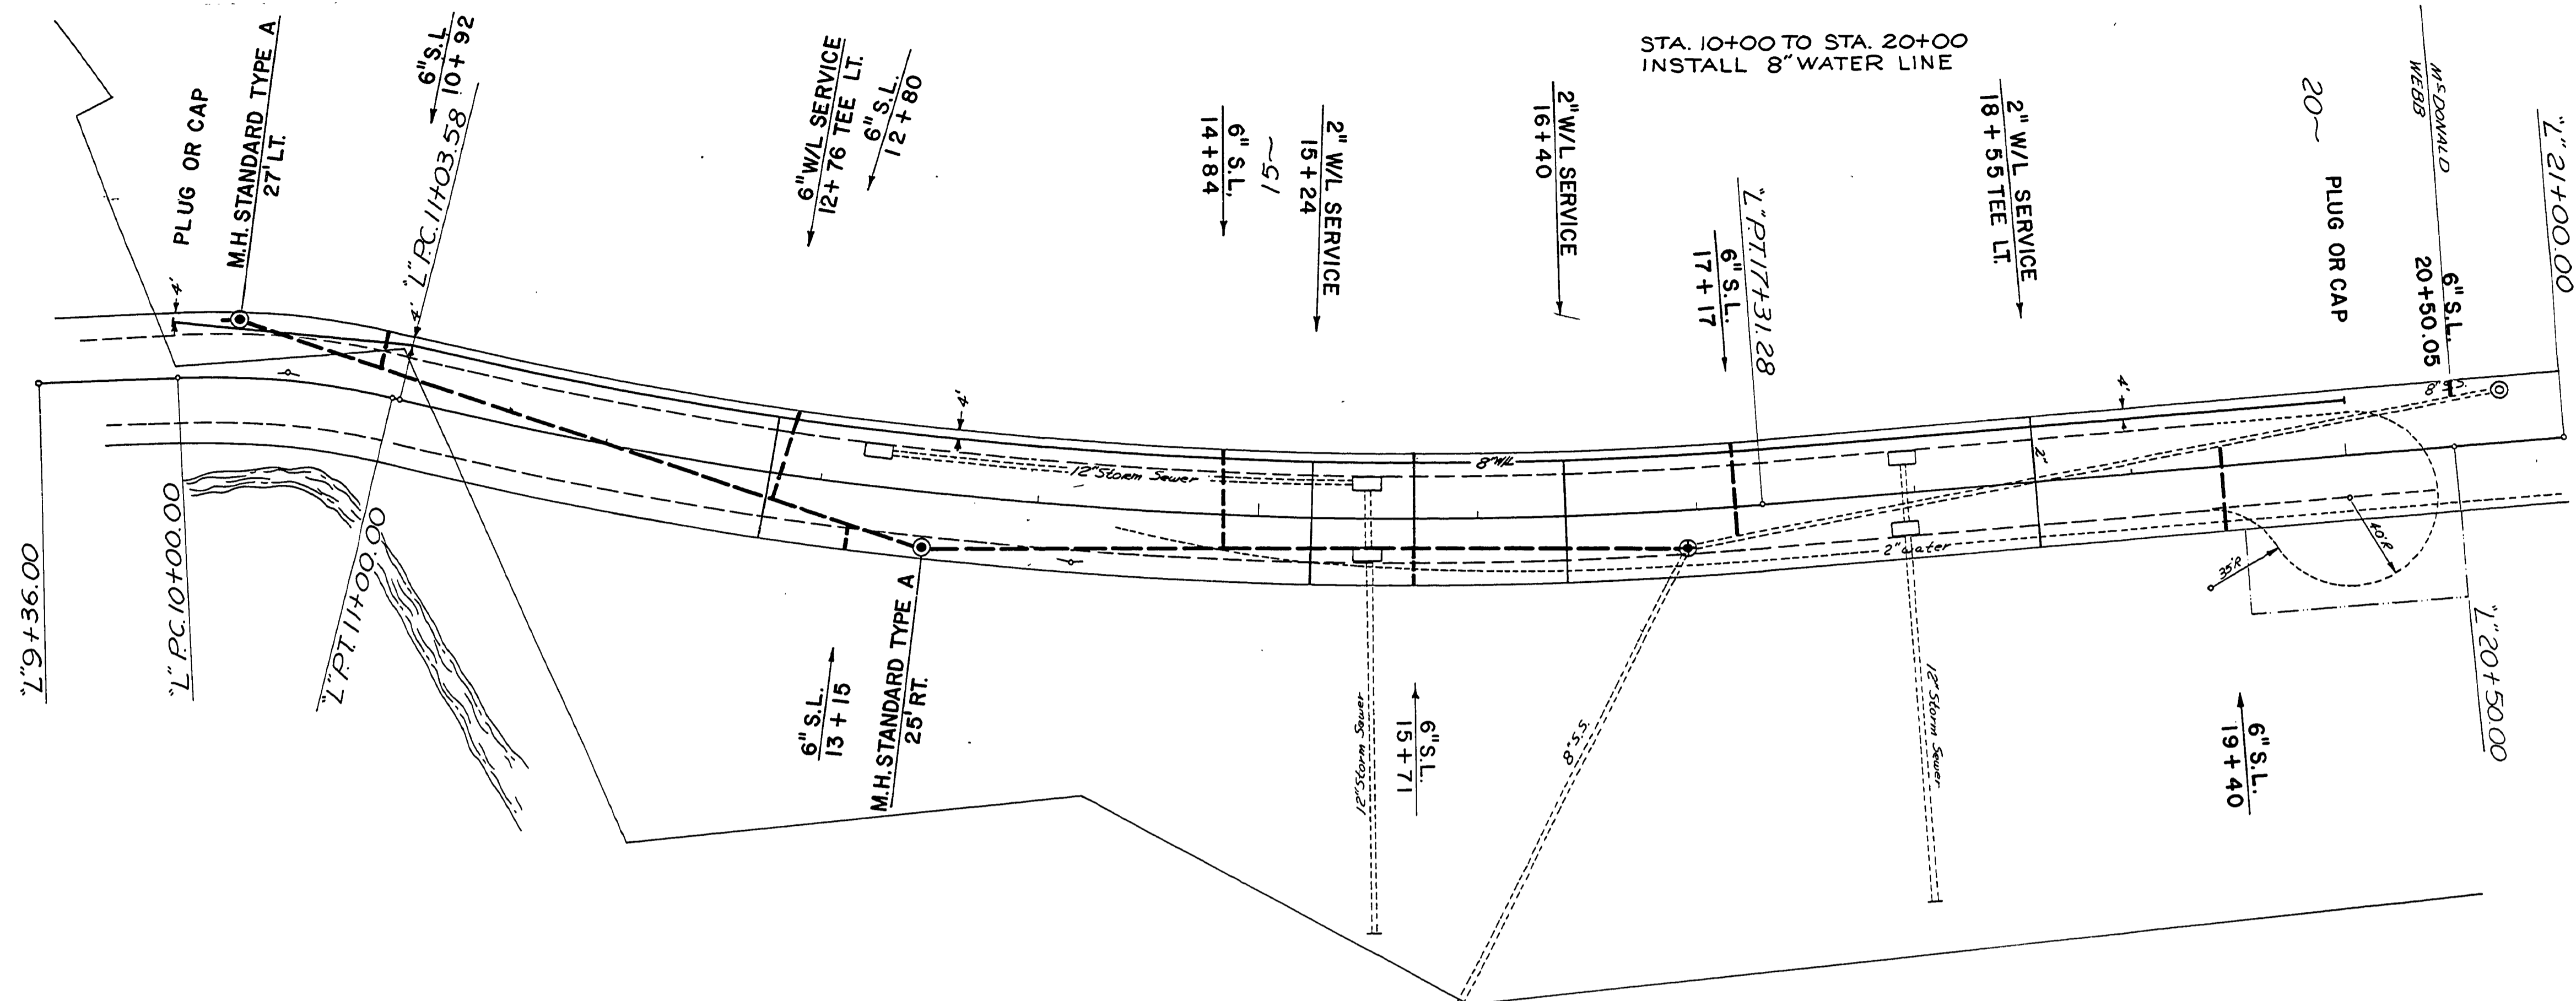 STA. 10+00 TO STA. 20+00
INSTALL 8" WATER LINE
PLUG OR CAP
M.H. STANDARD TYPE A
27' LT.
6" S.L
10+92
"L" P.C. 11+03.58
6" W/L SERVICE
12+76 TEE LT.
6" S.L.
12+80
6" S.L.
14+84
15~
2" W/L SERVICE
15+24
2" W/L SERVICE
16+40
6" S.L.
17+17
"L" P.T. 17+31.28
2" W/L SERVICE
18+55 TEE LT.
20~
PLUG OR CAP
McDONALD
WEBB
6" S.L.
20+50.05
"L" 21+00.00
4'
4'
4'
4'
8" S.S.
12" Storm Sewer
8" W/L
2'
2" water
40'R
35'R
"L" 9+36.00
"L" P.C. 10+00.00
"L" P.T. 11+00.00
6" S.L.
13+15
M.H. STANDARD TYPE A
25' RT.
12" Storm Sewer
6" S.L.
15+71
8" S.S.
12" Storm Sewer
6" S.L.
19+40
"L" 20+50.00